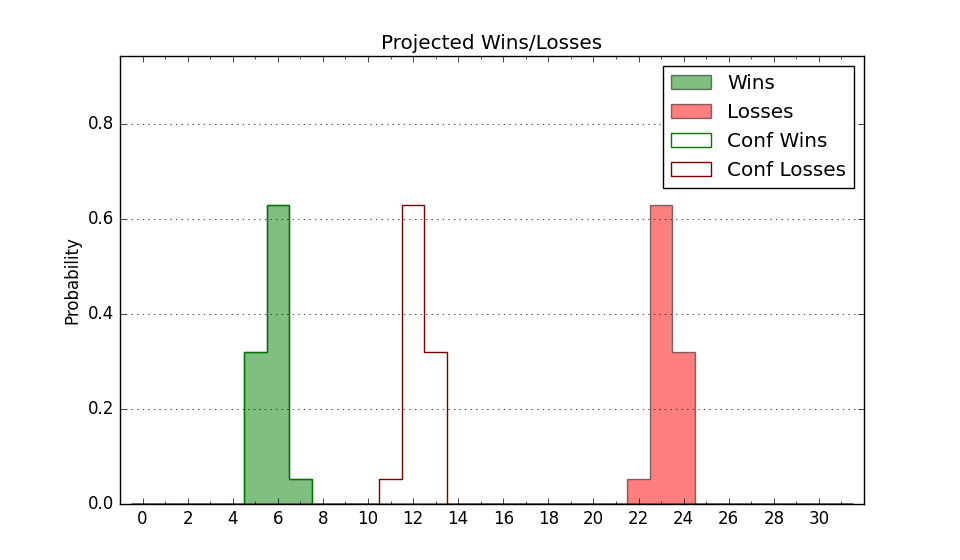 Projected Wins/Losses
Wins
Losses
Conf Wins
Conf Losses
Probability
0.8
0.6
0.4
0.2
0.0
0 2 4 6 8 10 12 14 16 18 20 22 24 26 28 30